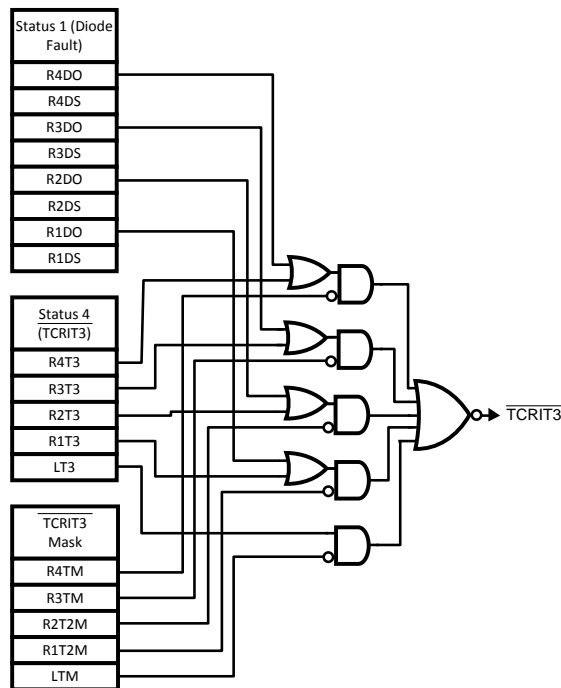 Status 1 (Diode
Fault)
R4DO
R4DS
R3DO
R3DS
R2DO
R2DS
R1DO
R1DS
Status 4
(TCRIT3)
R4T3
R3T3
R2T3
R1T3
LT3
TCRIT3
Mask
R4TM
R3TM
R2T2M
R1T2M
LTM
TCRIT3